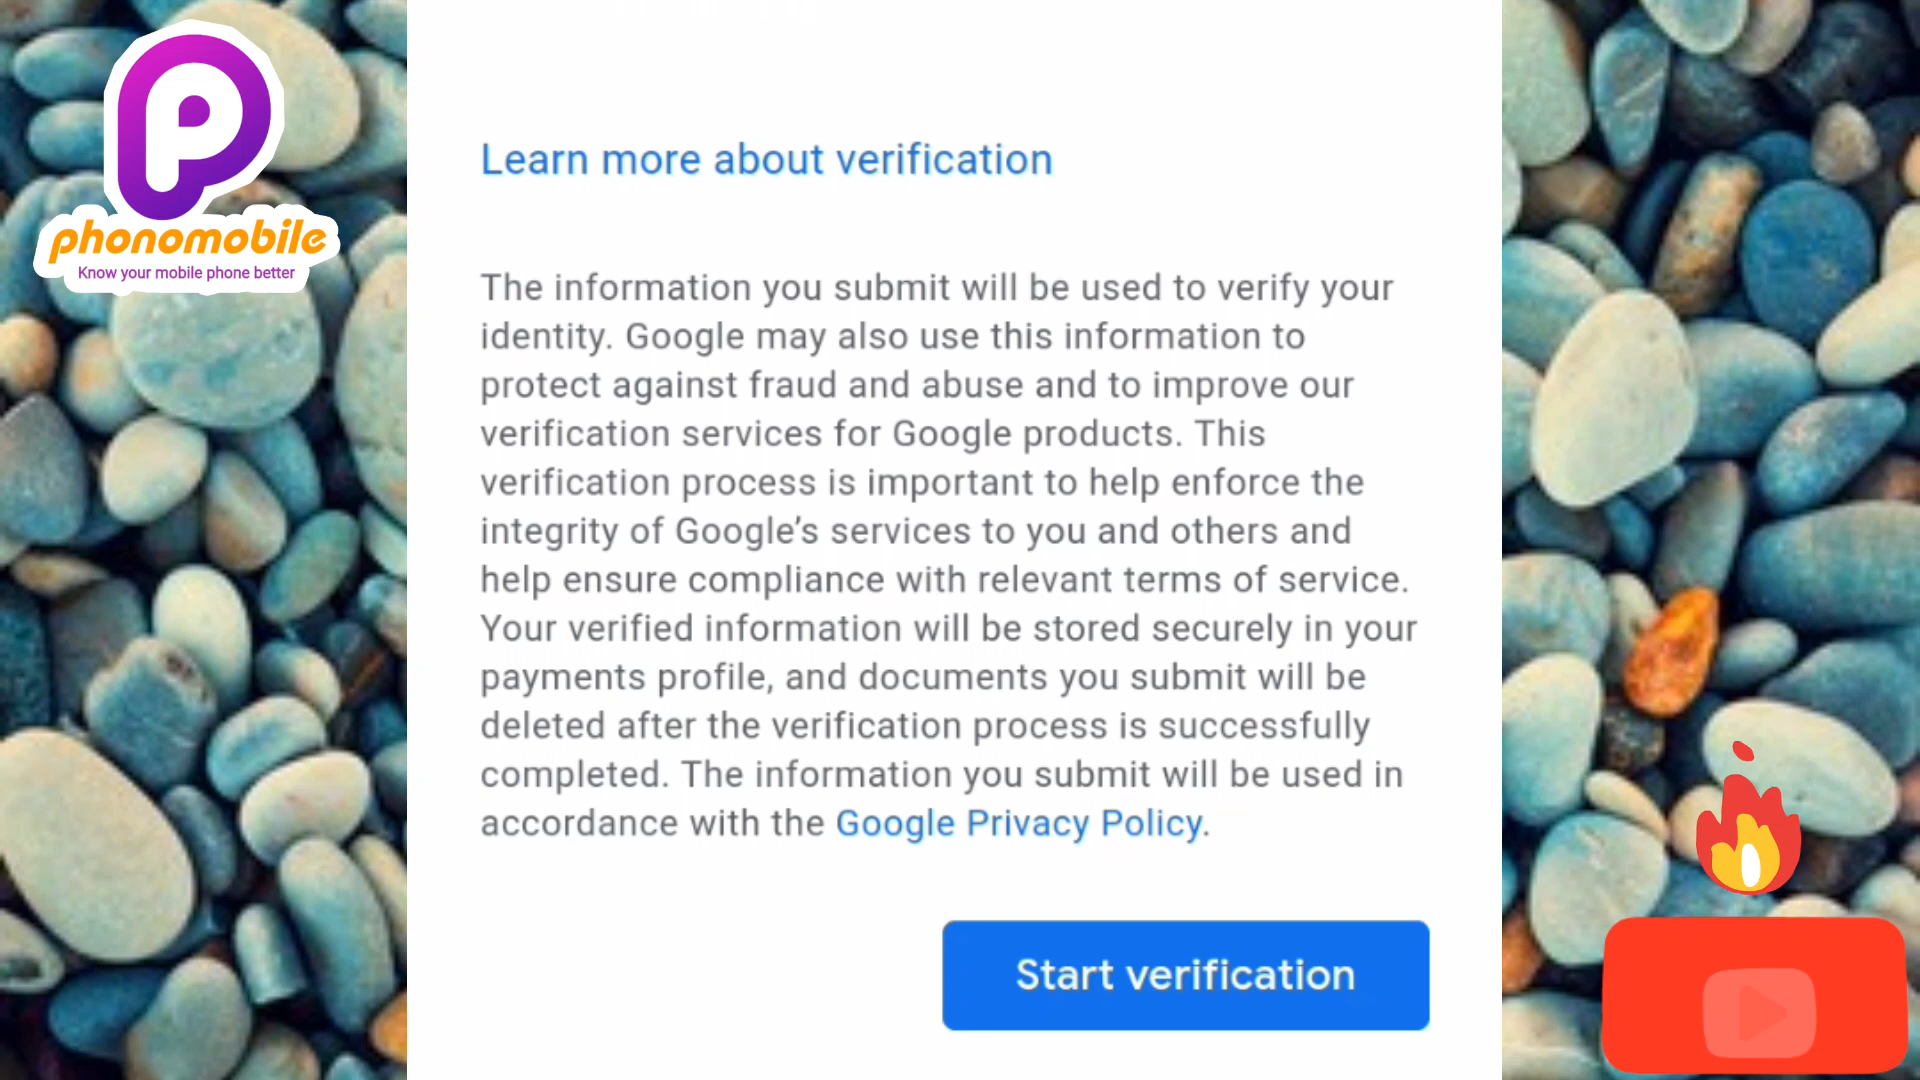 phonomobile
Know your mobile phone better
Learn more about verification
The information you submit will be used to verify your
identity. Google may also use this information to
protect against fraud and abuse and to improve our
verification services for Google products. This
verification process is important to help enforce the
integrity of Google’s services to you and others and
help ensure compliance with relevant terms of service.
Your verified information will be stored securely in your
payments profile, and documents you submit will be
deleted after the verification process is successfully
completed. The information you submit will be used in
accordance with the Google Privacy Policy.
Start verification